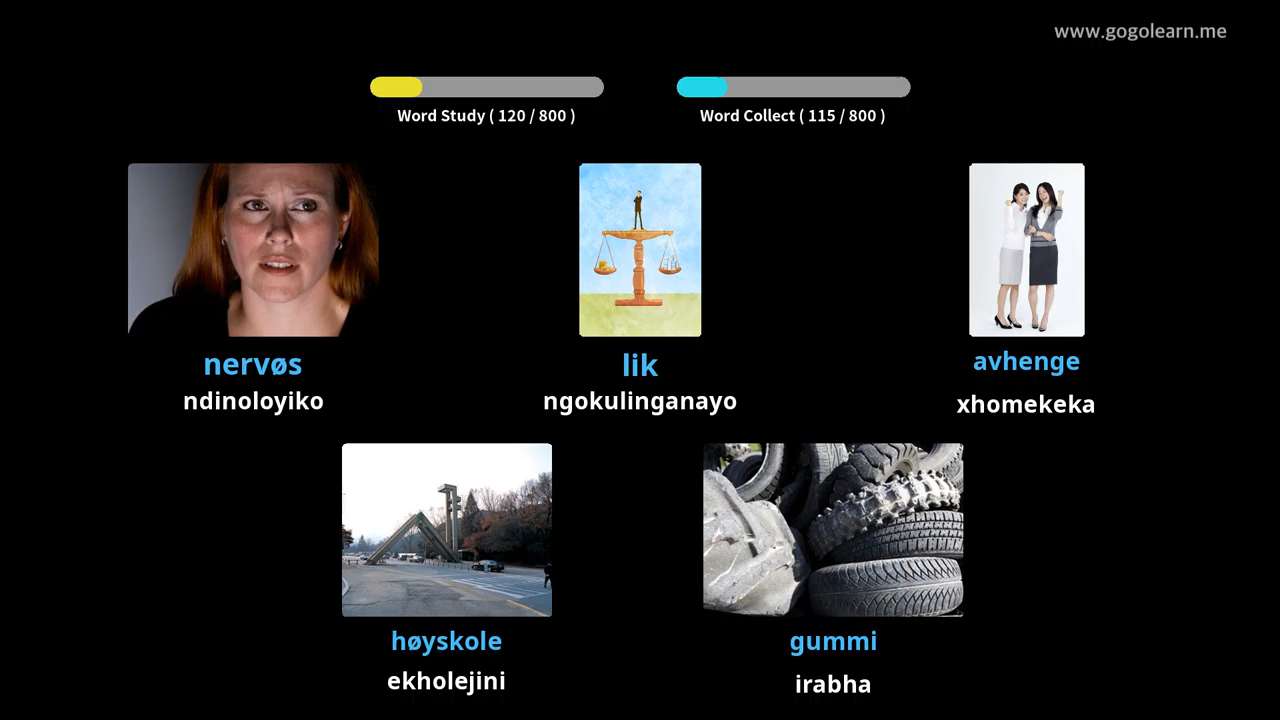 www.gogolearn.me
Word Study ( 120 / 800 )
Word Collect ( 115 / 800 )
nervøs
ndinoloyiko
lik
ngokulinganayo
avhenge
xhomekeka
høyskole
ekholejini
gummi
irabha